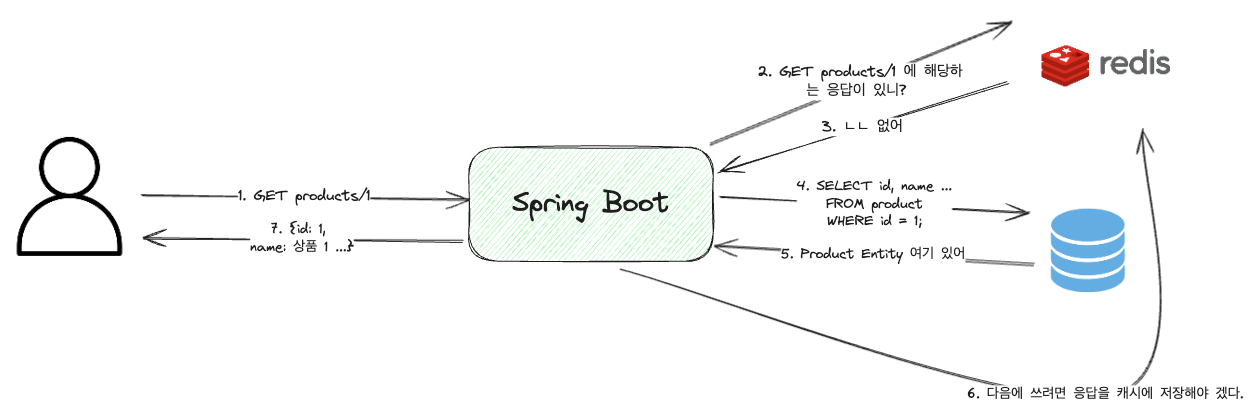 1. GET products/1
Spring Boot
2. GET products/1 에 해당하
는 응답이 있니?
redis
3. ㄴㄴ 없어
4. SELECT id, name ...
FROM product
WHERE id = 1;
5. Product Entity 여기 있어
6. 다음에 쓰려면 응답을 캐시에 저장해야 겠다.
7. {id: 1,
name: 상품 1 ...}